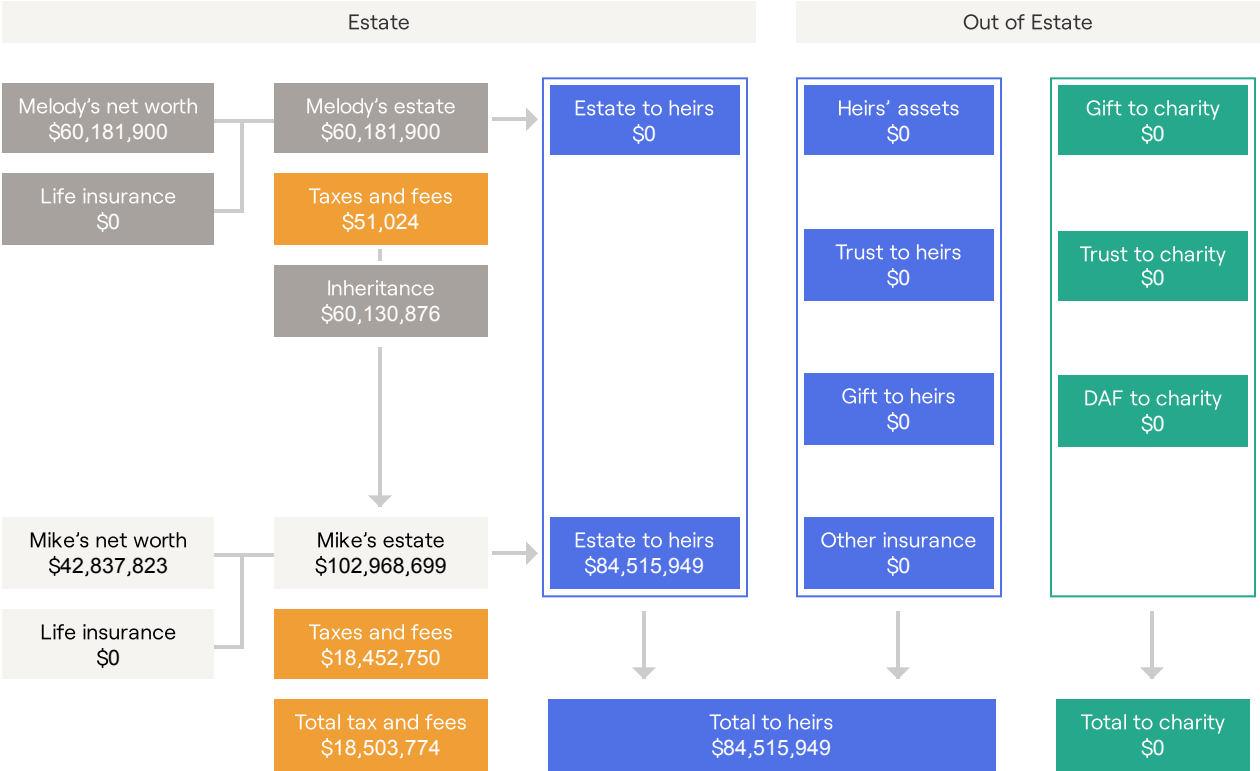 Estate
Out of Estate
Melody’s net worth
$60,181,900
Melody’s estate
$60,181,900
Estate to heirs
$0
Heirs’ assets
$0
Gift to charity
$0
Life insurance
$0
Taxes and fees
$51,024
Inheritance
$60,130,876
Trust to heirs
$0
Trust to charity
$0
Gift to heirs
$0
DAF to charity
$0
Mike’s net worth
$42,837,823
Mike’s estate
$102,968,699
Estate to heirs
$84,515,949
Other insurance
$0
Life insurance
$0
Taxes and fees
$18,452,750
Total tax and fees
$18,503,774
Total to heirs
$84,515,949
Total to charity
$0